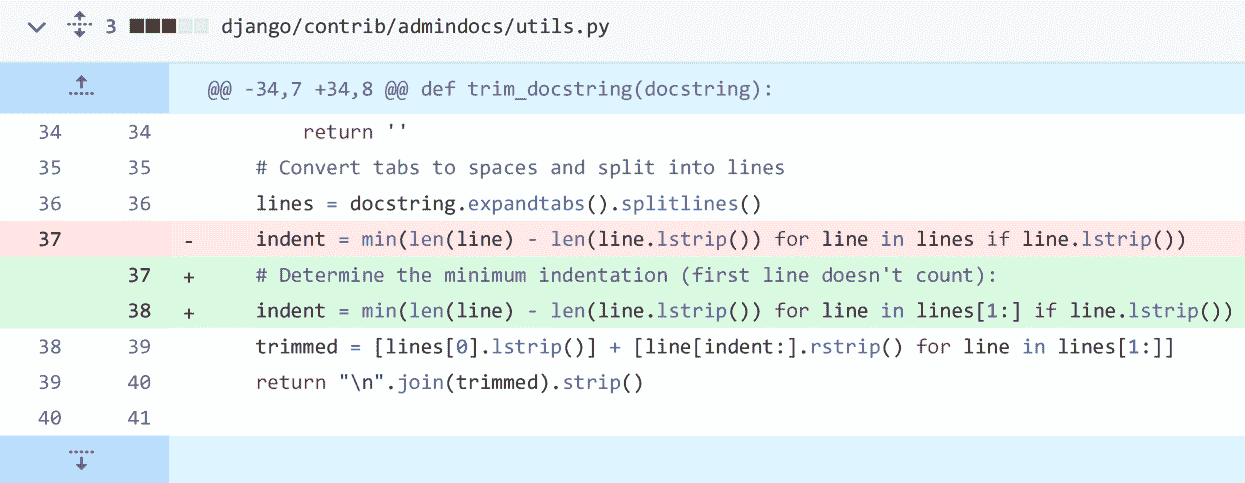 3 django/contrib/admindocs/utils.py
@@ -34,7 +34,8 @@ def trim_docstring(docstring):
34 34 return ''
35 35 # Convert tabs to spaces and split into lines
36 36 lines = docstring.expandtabs().splitlines()
37 - indent = min(len(line) - len(line.lstrip()) for line in lines if line.lstrip())
37 + # Determine the minimum indentation (first line doesn't count):
38 + indent = min(len(line) - len(line.lstrip()) for line in lines[1:] if line.lstrip())
38 39 trimmed = [lines[0].lstrip()] + [line[indent:].rstrip() for line in lines[1:]]
39 40 return "\n".join(trimmed).strip()
40 41